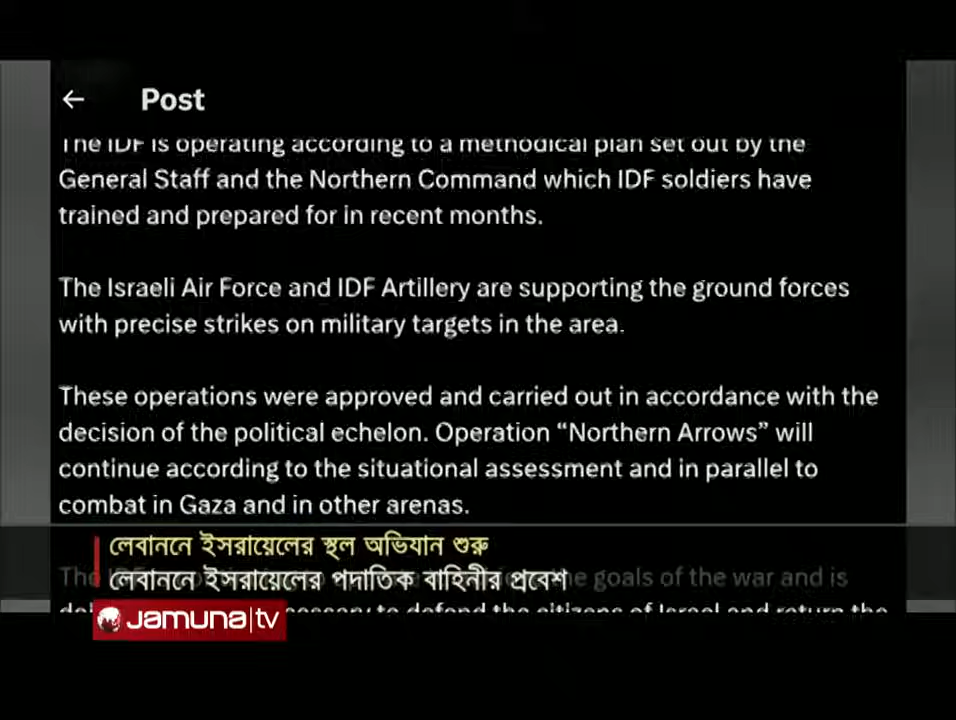 Post
The IDF is operating according to a methodical plan set out by the
General Staff and the Northern Command which IDF soldiers have
trained and prepared for in recent months.
The Israeli Air Force and IDF Artillery are supporting the ground forces
with precise strikes on military targets in the area.
These operations were approved and carried out in accordance with the
decision of the political echelon. Operation “Northern Arrows” will
continue according to the situational assessment and in parallel to
combat in Gaza and in other arenas.
লেবাননে ইসরায়েলের স্থল অভিযান শুরু
The goals of the war and is
লেবাননে ইসরায়েলের পদাতিক বাহিনীর প্রবেশ
to defend the citizens of Israel and return the
Jamuna|tv